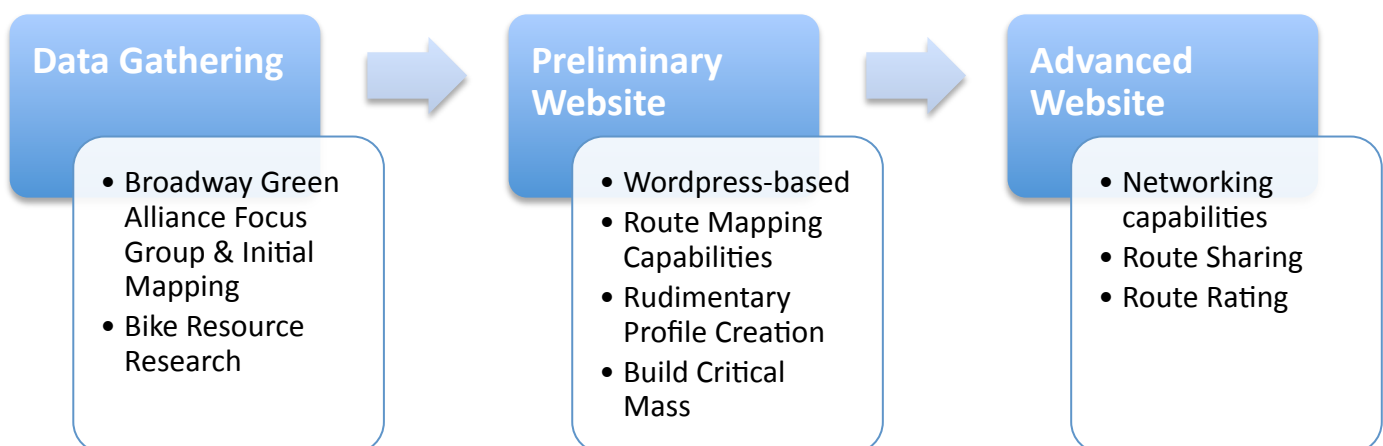 Data Gathering
• Broadway Green
Alliance Focus
Group & Initial
Mapping
• Bike Resource
Research
Preliminary
Website
• Wordpress-based
• Route Mapping
Capabilities
• Rudimentary
Profile Creation
• Build Critical
Mass
Advanced
Website
• Networking
capabilities
• Route Sharing
• Route Rating